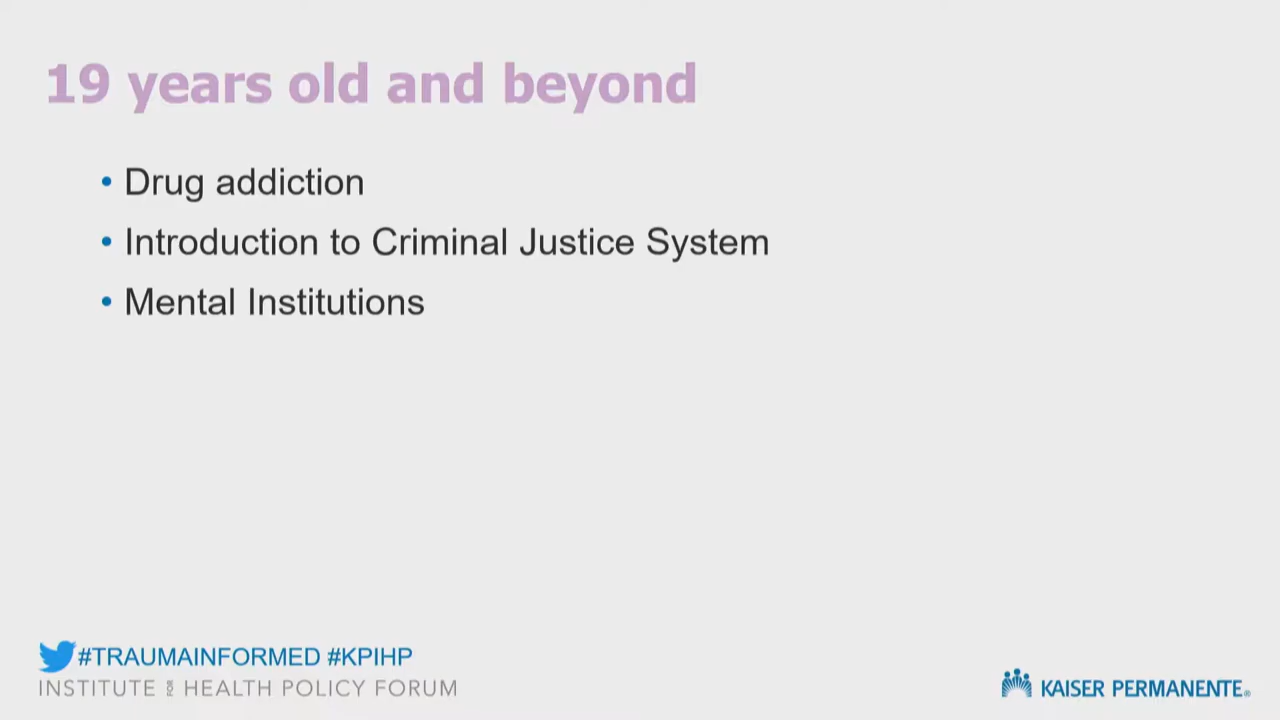 19 years old and beyond
• Drug addiction
• Introduction to Criminal Justice System
• Mental Institutions
#TRAUMAINFORMED #KPIHP
INSTITUTE FOR HEALTH POLICY FORUM
KAISER PERMANENTE®